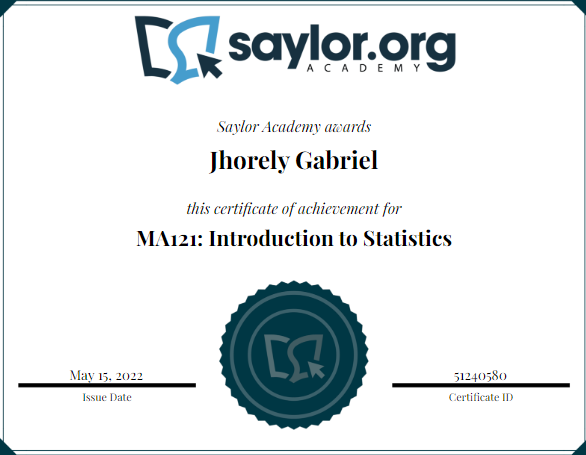 saylor.org
ACADEMY
Saylor Academy awards
Jhorely Gabriel
this certificate of achievement for
MA121: Introduction to Statistics
May 15, 2022
Issue Date
51240580
Certificate ID